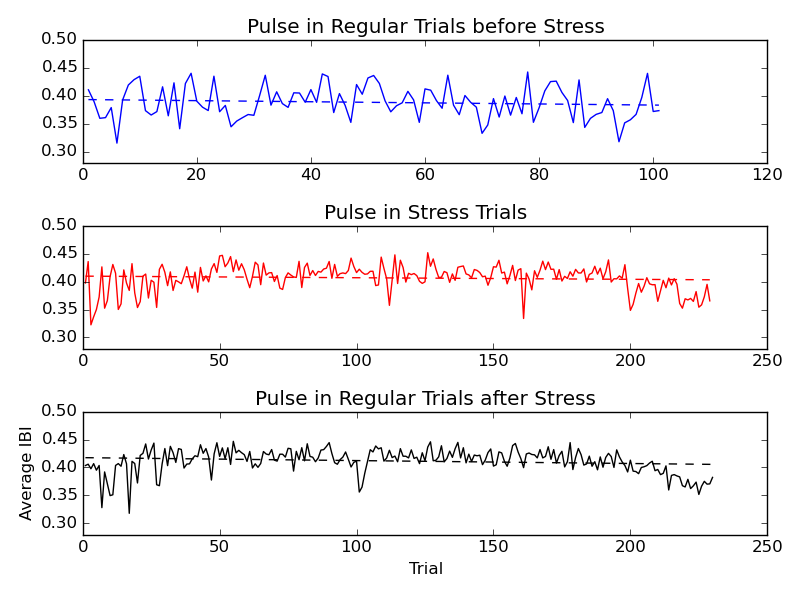 Pulse in Regular Trials before Stress
0.50
0.45
0.40
0.35
0.30
0 20 40 60 80 100 120
Pulse in Stress Trials
0.50
0.45
0.40
0.35
0.30
0 50 100 150 200 250
Pulse in Regular Trials after Stress
0.50
0.45
0.40
0.35
0.30
Average IBI
0 50 100 150 200 250
Trial